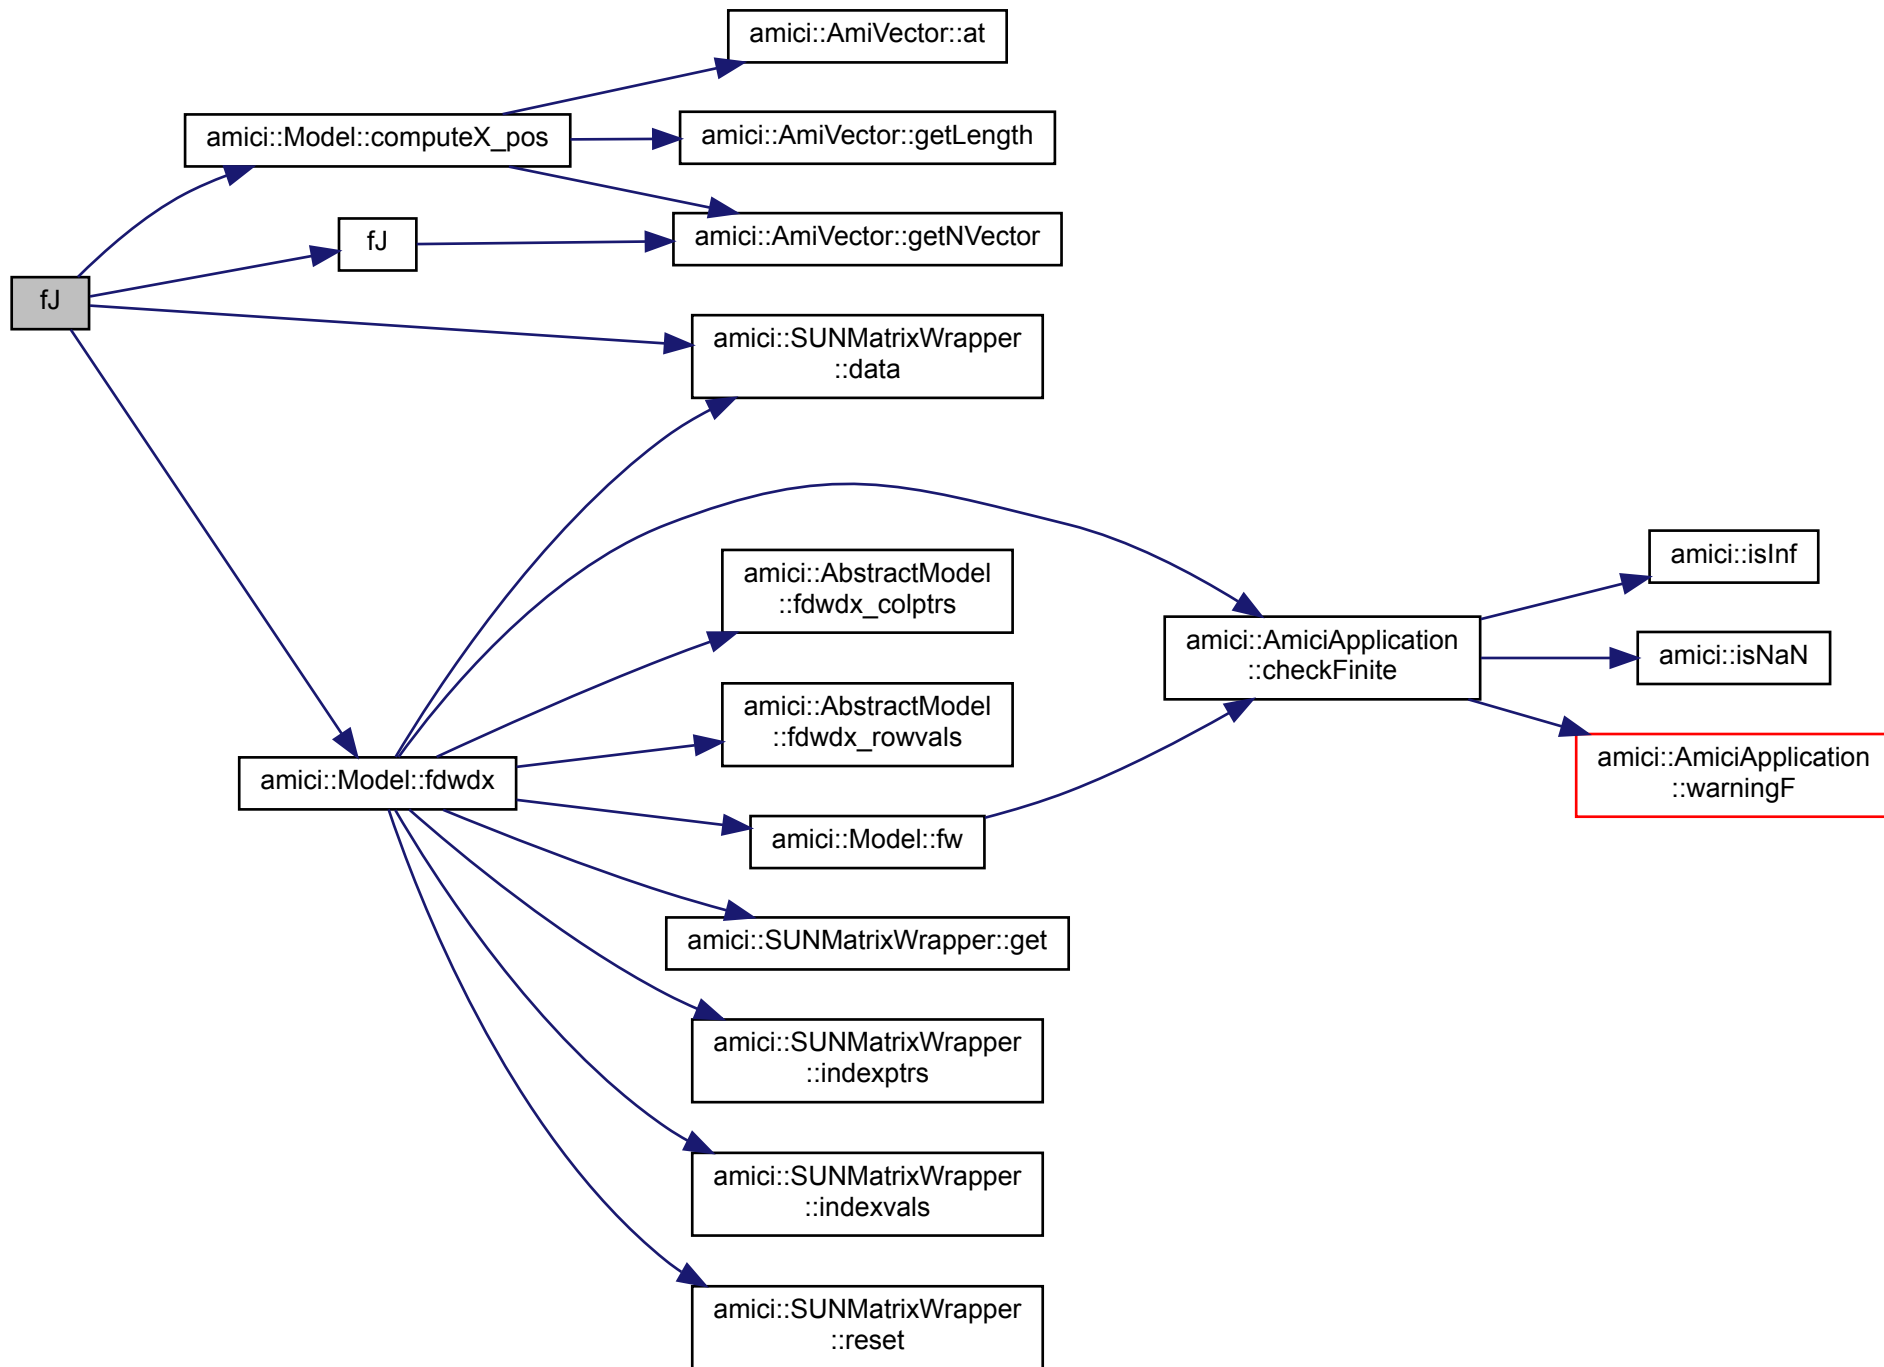 fJ
amici::Model::computeX_pos
fJ
amici::Model::fdwdx
amici::AmiVector::at
amici::AmiVector::getLength
amici::AmiVector::getNVector
amici::SUNMatrixWrapper
::data
amici::AbstractModel
::fdwdx_colptrs
amici::AbstractModel
::fdwdx_rowvals
amici::Model::fw
amici::SUNMatrixWrapper::get
amici::SUNMatrixWrapper
::indexptrs
amici::SUNMatrixWrapper
::indexvals
amici::SUNMatrixWrapper
::reset
amici::AmiciApplication
::checkFinite
amici::isInf
amici::isNaN
amici::AmiciApplication
::warningF